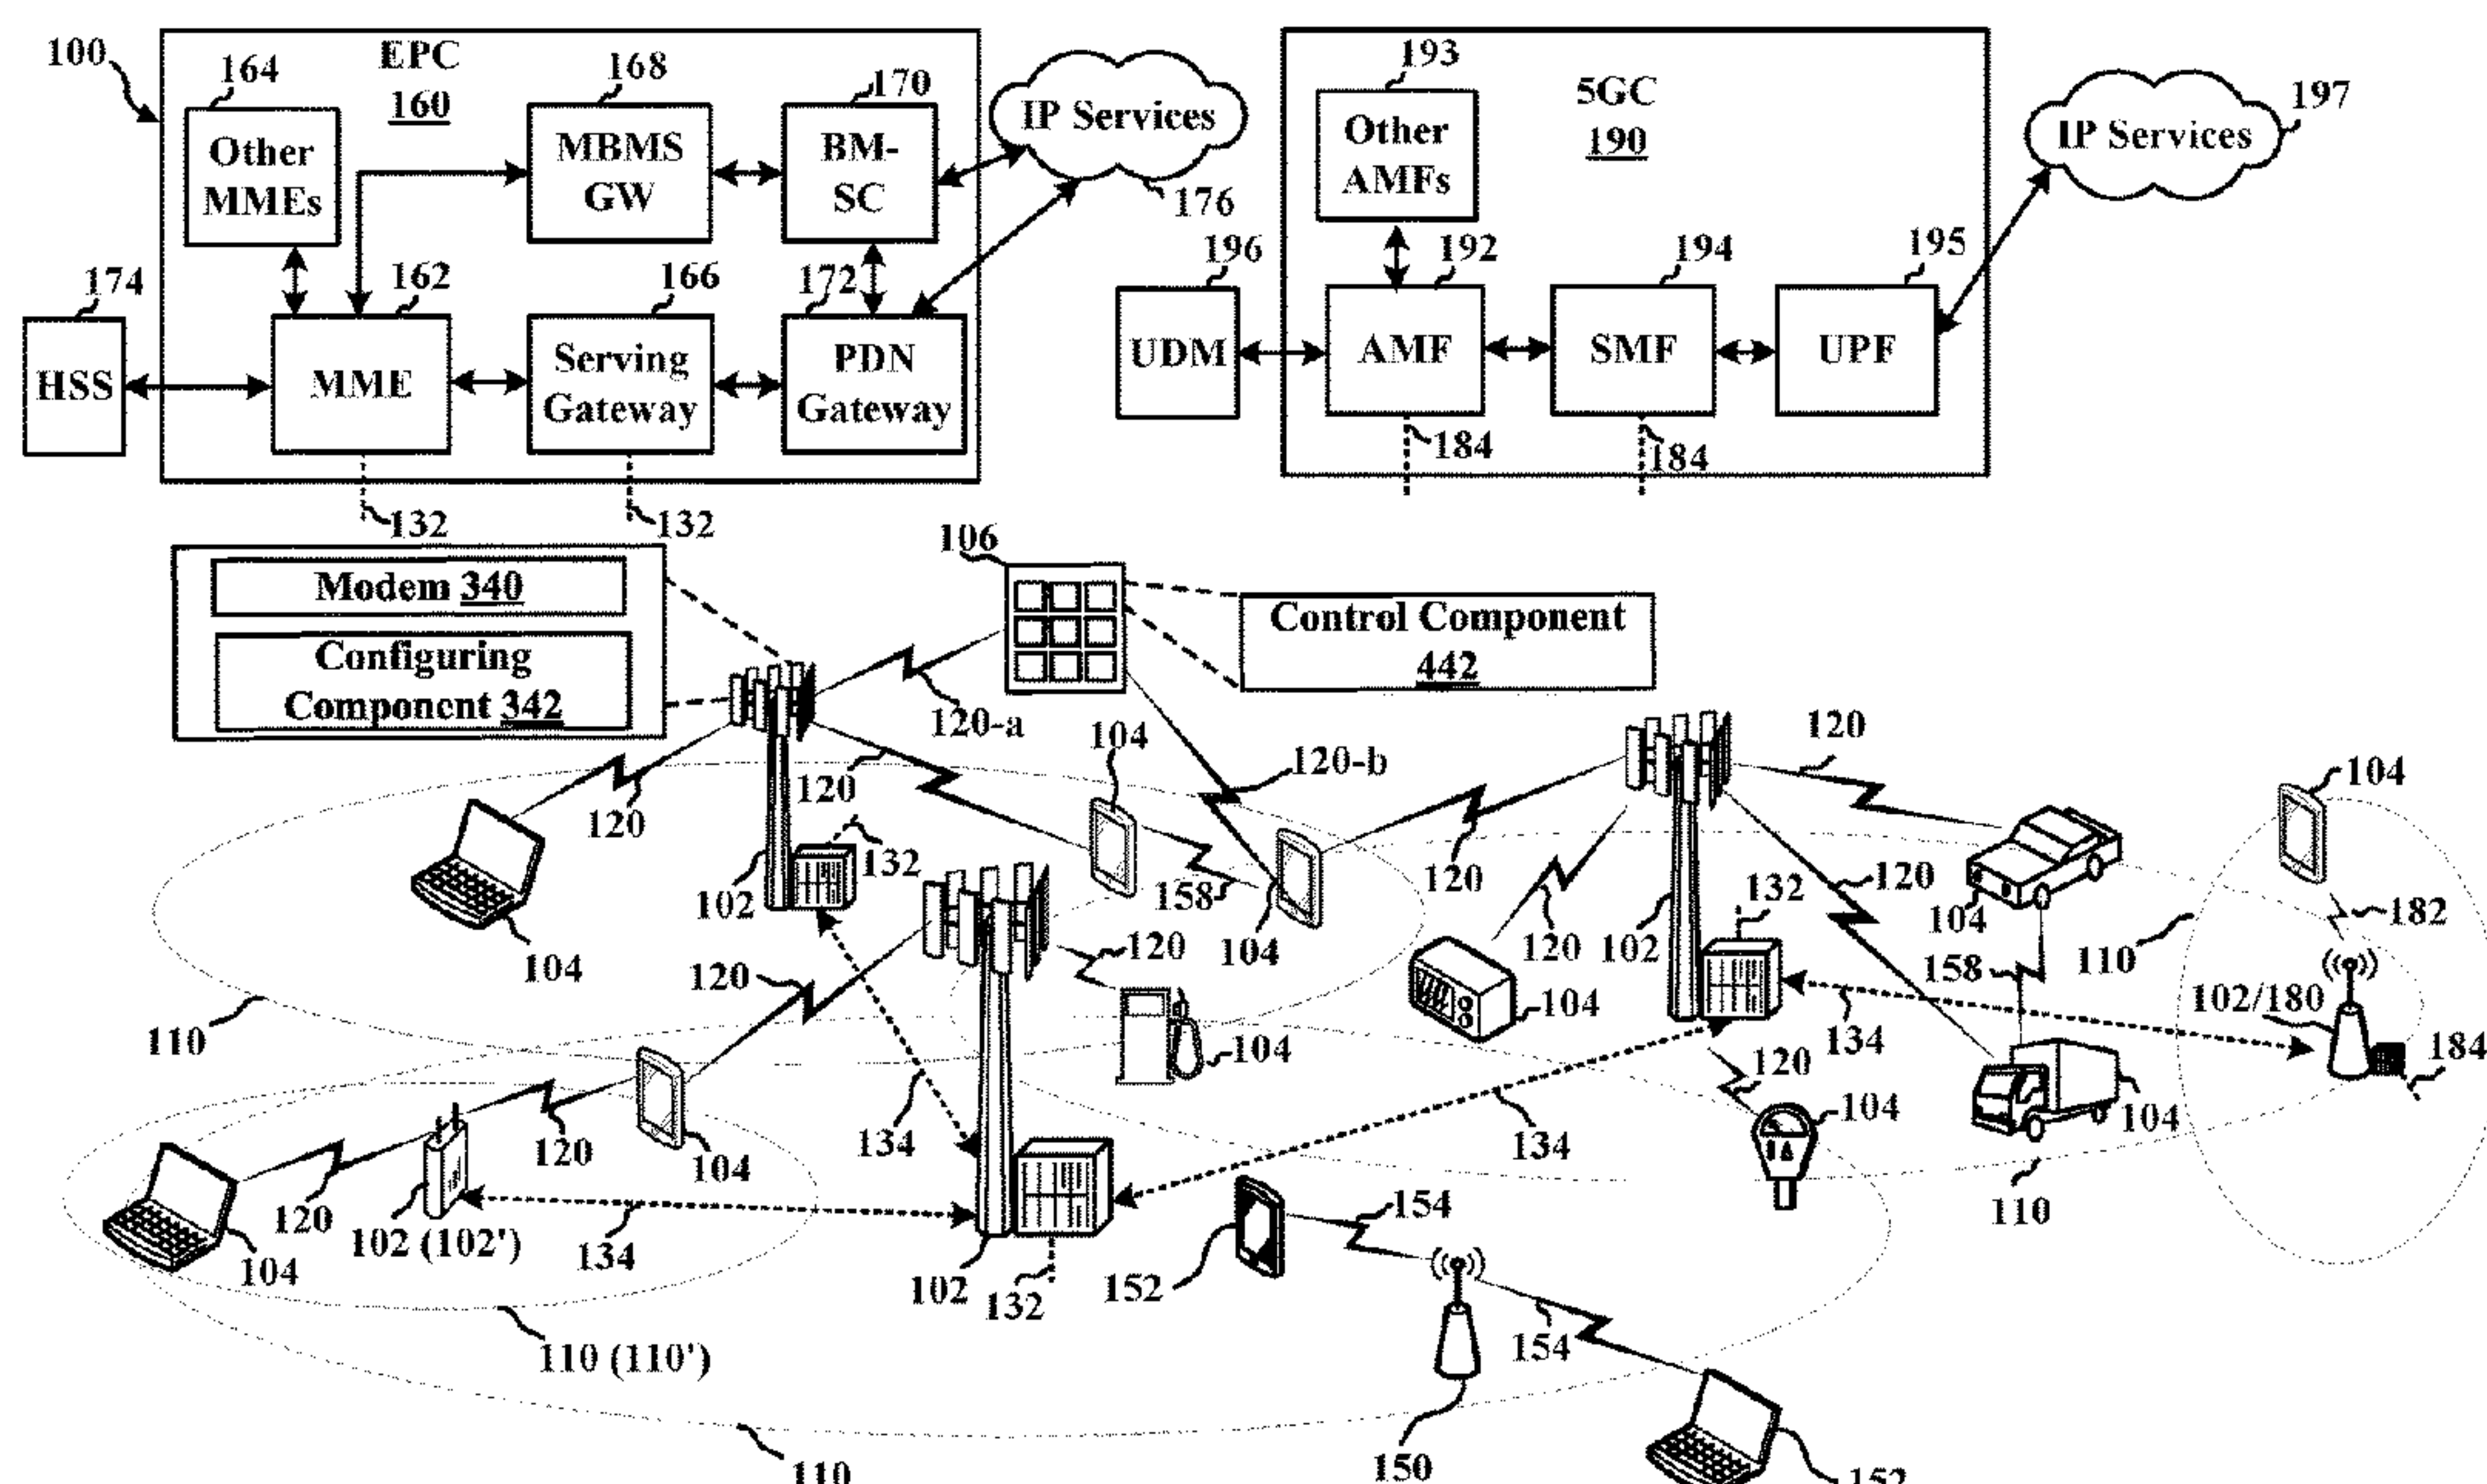 100
EPC
160
164
Other
MMEs
168
MBMS
GW
170
BM-
SC
IP Services
176
174
HSS
162
MME
166
Serving
Gateway
172
PDN
Gateway
132
132
5GC
190
193
Other
AMFs
IP Services
197
196
UDM
192
AMF
194
SMF
195
UPF
184
184
Modem 340
Configuring
Component 342
106
Control Component
442
120-a
120-b
120
120
104
120
120
104
132
102
158
104
120
120
102
132
120
104
104
182
110
158
102/180
184
104
120
104
104
134
120
104
104
110
110
120
104
134
120
104
134
120
102 (102')
104
134
102
132
152
154
154
150
152
110 (110')
110